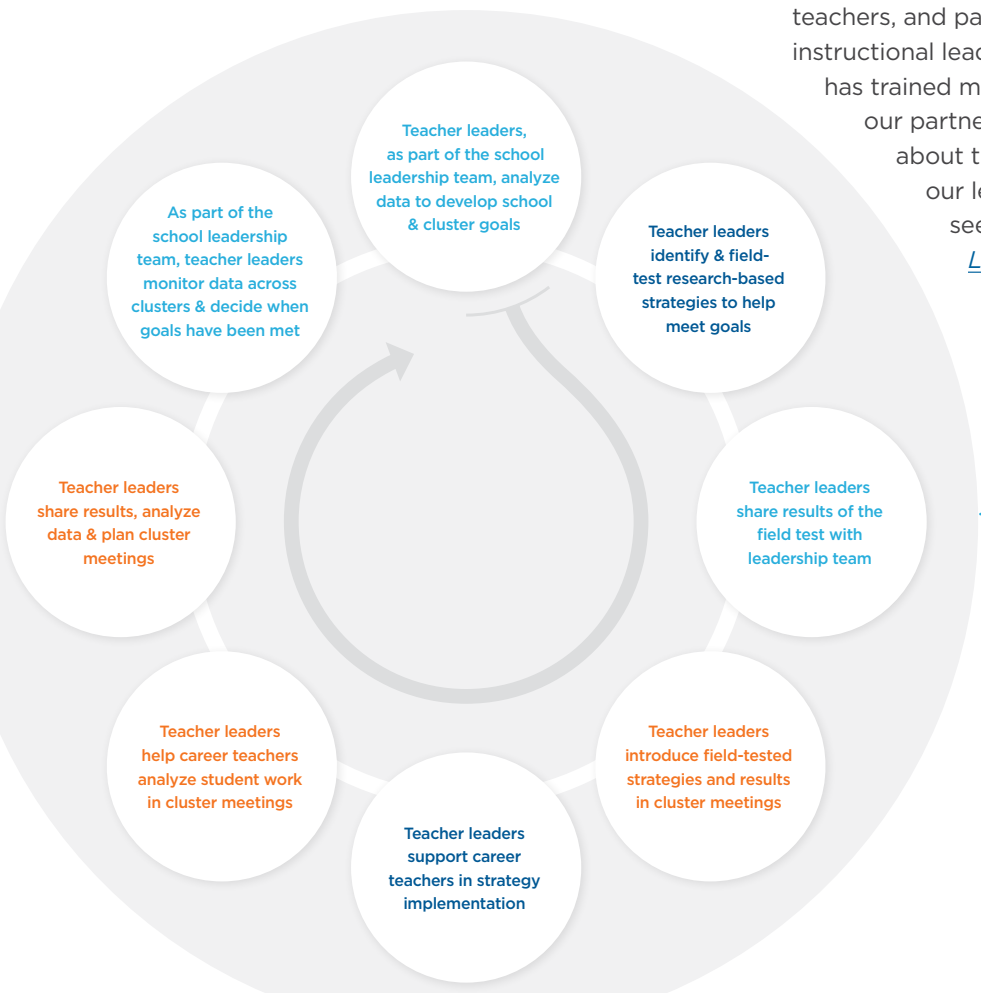 teachers, and
instructional
has trained
our
about
our
Teacher leaders,
as part of the school
leadership team, analyze
data to develop school
& cluster goals
Teacher leaders
identify & field-
test research-based
strategies to help
meet goals
Teacher leaders
share results of the
field test with
leadership team
Teacher leaders
introduce field-tested
strategies and results
in cluster meetings
Teacher leaders
support career
teachers in strategy
implementation
Teacher leaders
help career teachers
analyze student work
in cluster meetings
Teacher leaders
share results, analyze
data & plan cluster
meetings
As part of the
school leadership
team, teacher leaders
monitor data across
clusters & decide when
goals have been met